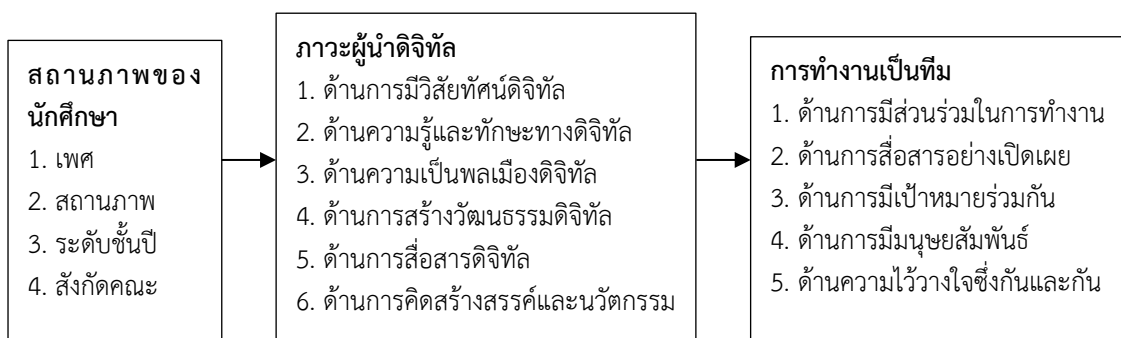 สถานภาพของ
นักศึกษา
1. เพศ
2. สถานภาพ
3. ระดับชั้นปี
4. สังกัดคณะ
ภาวะผู้นำดิจิทัล
1. ด้านการมีวิสัยทัศน์ดิจิทัล
2. ด้านความรู้และทักษะทางดิจิทัล
3. ด้านความเป็นพลเมืองดิจิทัล
4. ด้านการสร้างวัฒนธรรมดิจิทัล
5. ด้านการสื่อสารดิจิทัล
6. ด้านการคิดสร้างสรรค์และนวัตกรรม
การทำงานเป็นทีม
1. ด้านการมีส่วนร่วมในการทำงาน
2. ด้านการสื่อสารอย่างเปิดเผย
3. ด้านการมีเป้าหมายร่วมกัน
4. ด้านการมีมนุษยสัมพันธ์
5. ด้านความไว้วางใจซึ่งกันและกัน